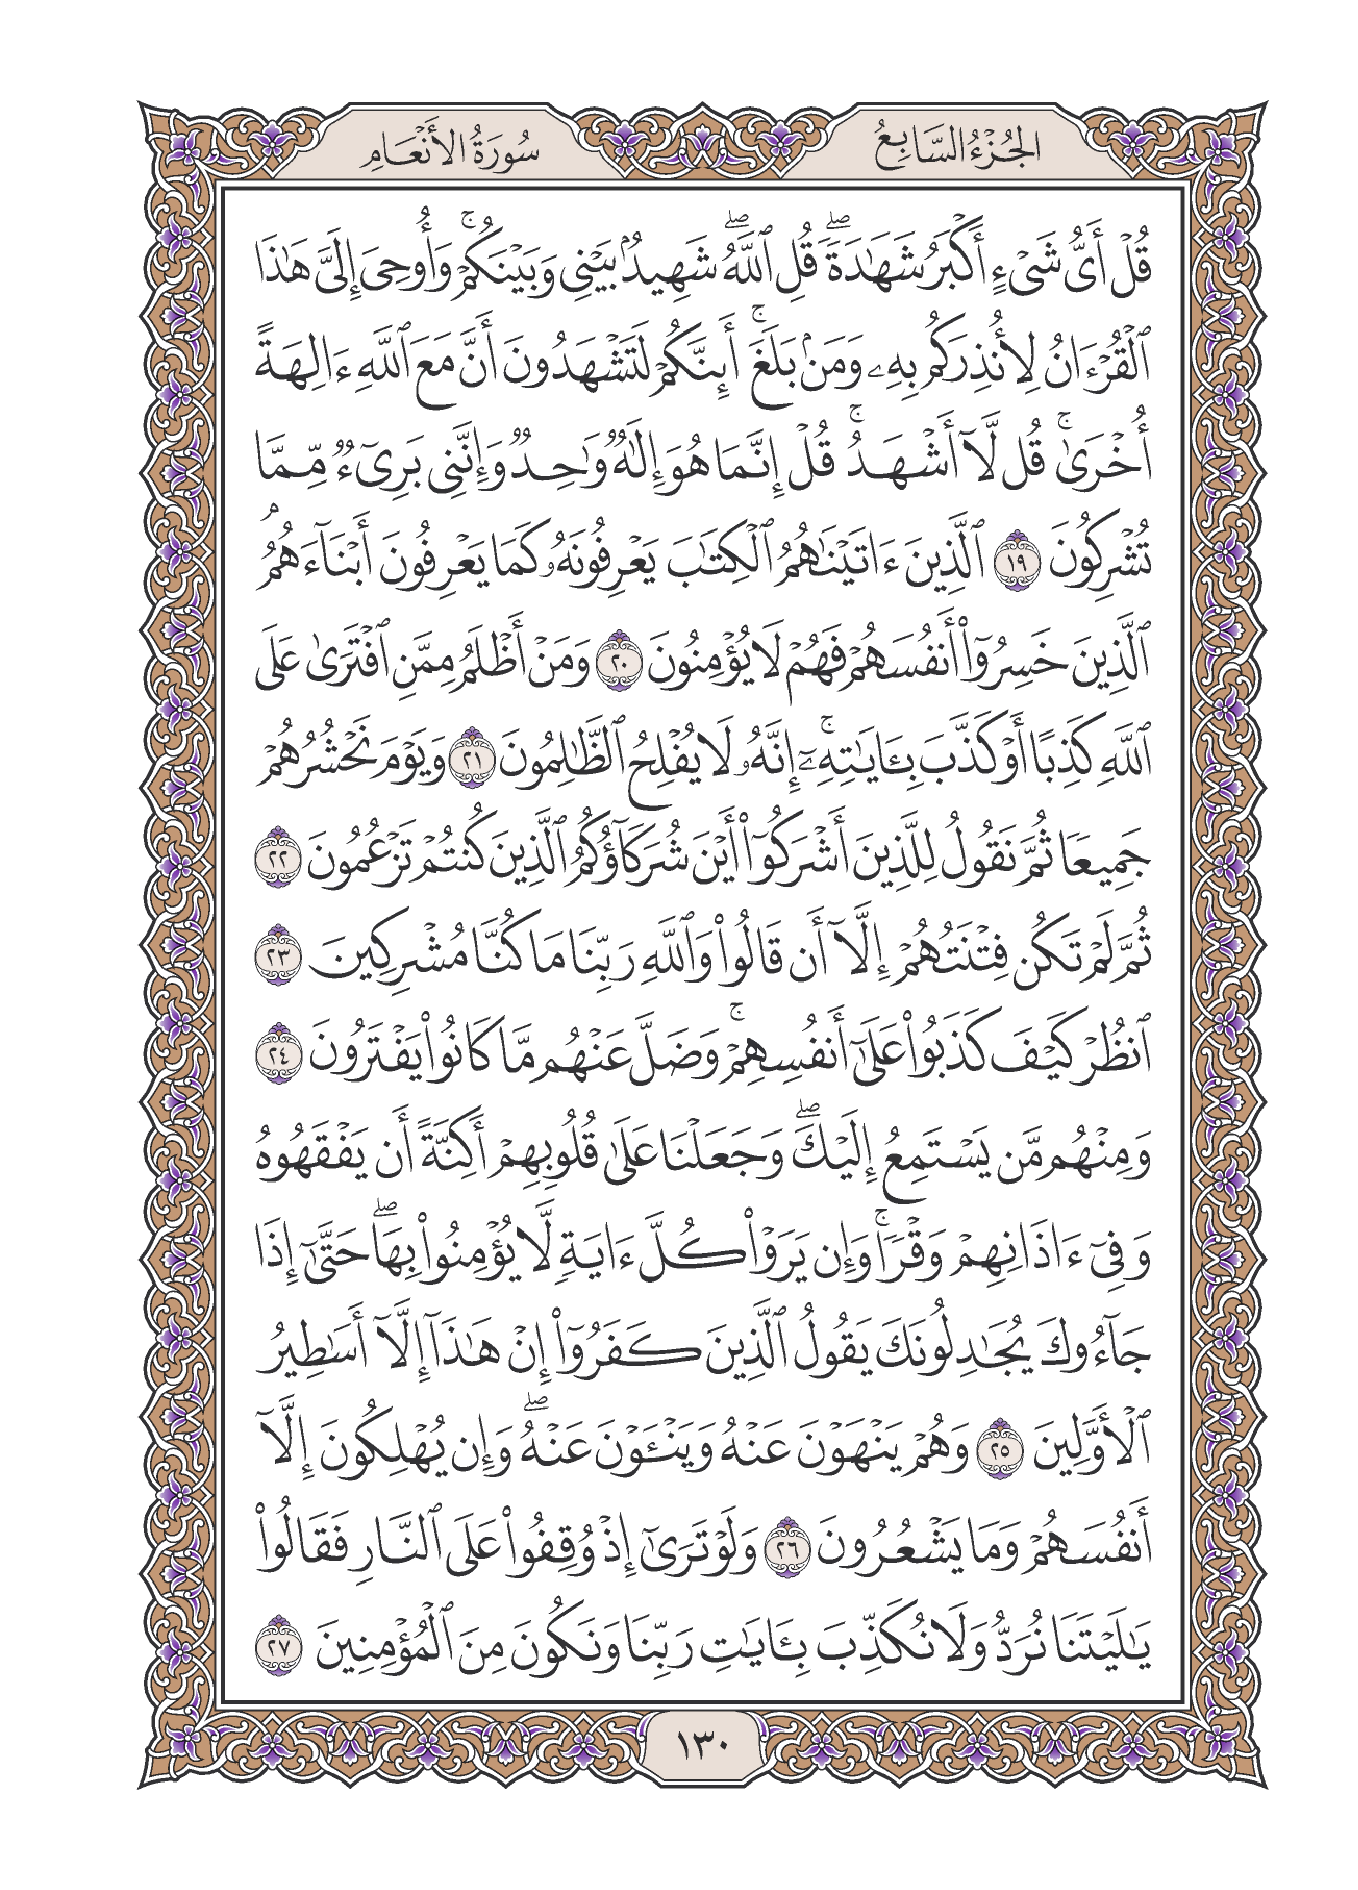 الجُزْءُ السَّابِعُ
سُورَةُ الأَنْعَامِ
قُلْ أَيُّ شَيْءٍ أَكْبَرُ شَهَٰدَةًۖ قُلِ ٱللَّهُۖ شَهِيدُۢ بَيْنِي وَبَيْنَكُمْۚ وَأُوحِيَ إِلَيَّ هَٰذَا
ٱلْقُرْءَانُ لِأُنذِرَكُم بِهِۦ وَمَنۢ بَلَغَۚ أَئِنَّكُمْ لَتَشْهَدُونَ أَنَّ مَعَ ٱللَّهِ ءَالِهَةً
أُخْرَىٰۚ قُل لَّآ أَشْهَدُۚ قُلْ إِنَّمَا هُوَ إِلَٰهٌ وَٰحِدٌ وَإِنَّنِي بَرِيٓءٌ مِّمَّا
تُشْرِكُونَ ١٩ ٱلَّذِينَ ءَاتَيْنَٰهُمُ ٱلْكِتَٰبَ يَعْرِفُونَهُۥ كَمَا يَعْرِفُونَ أَبْنَآءَهُمُۘ
ٱلَّذِينَ خَسِرُوٓا۟ أَنفُسَهُمْ فَهُمْ لَا يُؤْمِنُونَ ٢٠ وَمَنْ أَظْلَمُ مِمَّنِ ٱفْتَرَىٰ عَلَى
ٱللَّهِ كَذِبًا أَوْ كَذَّبَ بِـَٔايَٰتِهِۦٓۚ إِنَّهُۥ لَا يُفْلِحُ ٱلظَّٰلِمُونَ ٢١ وَيَوْمَ نَحْشُرُهُمْ
جَمِيعًا ثُمَّ نَقُولُ لِلَّذِينَ أَشْرَكُوٓا۟ أَيْنَ شُرَكَآؤُكُمُ ٱلَّذِينَ كُنتُمْ تَزْعُمُونَ ٢٢
ثُمَّ لَمْ تَكُن فِتْنَتُهُمْ إِلَّآ أَن قَالُوا۟ وَٱللَّهِ رَبِّنَا مَا كُنَّا مُشْرِكِينَ ٢٣
ٱنظُرْ كَيْفَ كَذَبُوا۟ عَلَىٰٓ أَنفُسِهِمْۚ وَضَلَّ عَنْهُم مَّا كَانُوا۟ يَفْتَرُونَ ٢٤
وَمِنْهُم مَّن يَسْتَمِعُ إِلَيْكَۖ وَجَعَلْنَا عَلَىٰ قُلُوبِهِمْ أَكِنَّةً أَن يَفْقَهُوهُ
وَفِيٓ ءَاذَانِهِمْ وَقْرًاۚ وَإِن يَرَوْا۟ كُلَّ ءَايَةٍ لَّا يُؤْمِنُوا۟ بِهَاۖ حَتَّىٰٓ إِذَا
جَآءُوكَ يُجَٰدِلُونَكَ يَقُولُ ٱلَّذِينَ كَفَرُوٓا۟ إِنْ هَٰذَآ إِلَّآ أَسَٰطِيرُ
ٱلْأَوَّلِينَ ٢٥ وَهُمْ يَنْهَوْنَ عَنْهُ وَيَنْـَٔوْنَ عَنْهُۖ وَإِن يُهْلِكُونَ إِلَّآ
أَنفُسَهُمْ وَمَا يَشْعُرُونَ ٢٦ وَلَوْ تَرَىٰٓ إِذْ وُقِفُوا۟ عَلَى ٱلنَّارِ فَقَالُوا۟
يَٰلَيْتَنَا نُرَدُّ وَلَا نُكَذِّبَ بِـَٔايَٰتِ رَبِّنَا وَنَكُونَ مِنَ ٱلْمُؤْمِنِينَ ٢٧
١٣٠